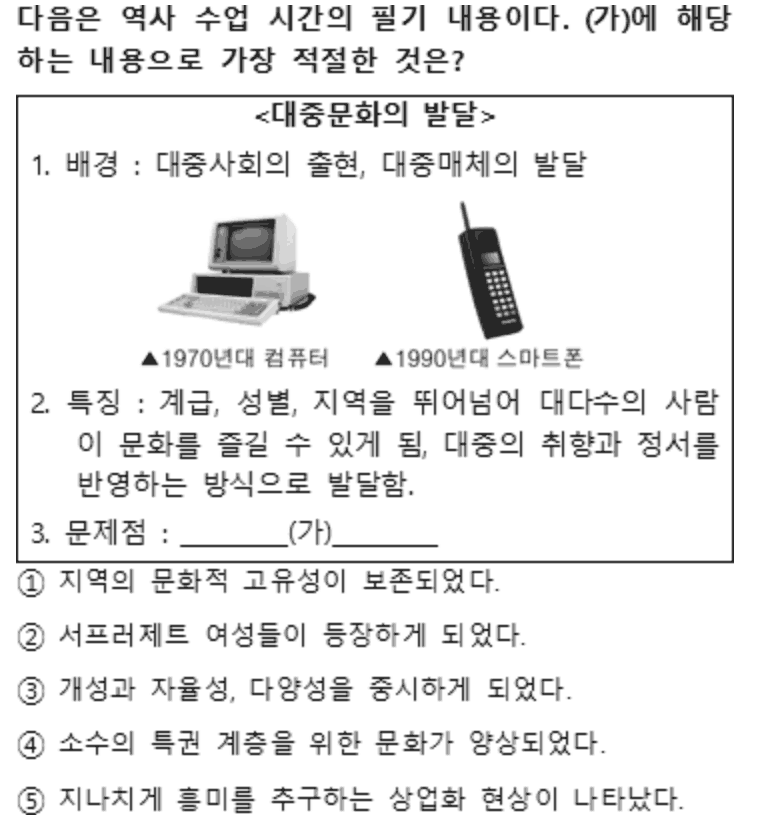 다음은 역사 수업 시간의 필기 내용이다. (가)에 해당
하는 내용으로 가장 적절한 것은?
<대중문화의 발달>
1. 배경 : 대중사회의 출현, 대중매체의 발달
▲1970년대 컴퓨터 ▲1990년대 스마트폰
2. 특징 : 계급, 성별, 지역을 뛰어넘어 대다수의 사람
이 문화를 즐길 수 있게 됨, 대중의 취향과 정서를
반영하는 방식으로 발달함.
3. 문제점 : ________(가)________
① 지역의 문화적 고유성이 보존되었다.
② 서프러제트 여성들이 등장하게 되었다.
③ 개성과 자율성, 다양성을 중시하게 되었다.
④ 소수의 특권 계층을 위한 문화가 양상되었다.
⑤ 지나치게 흥미를 추구하는 상업화 현상이 나타났다.